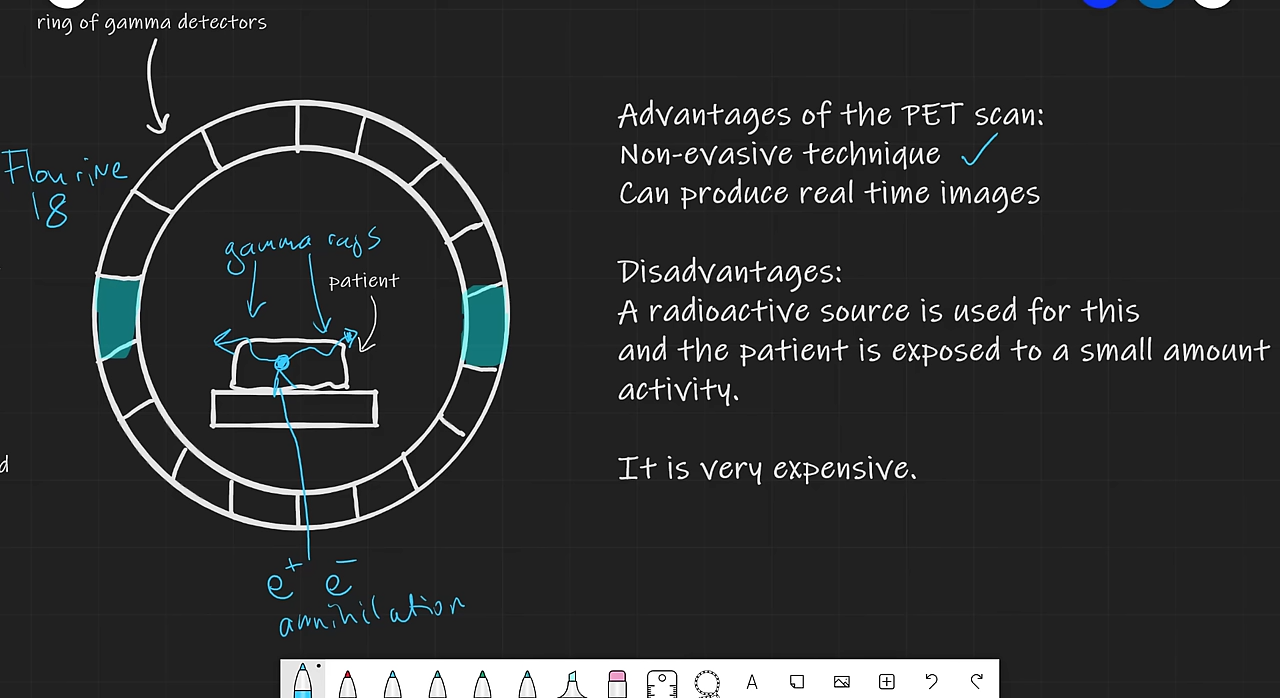 ring of gamma detectors
Flourine
18
gamma rays
patient
e+ e−
annihilation
Advantages of the PET scan:
Non-evasive technique ✓
Can produce real time images
Disadvantages:
A radioactive source is used for this
and the patient is exposed to a small amount
activity.
It is very expensive.
d
A